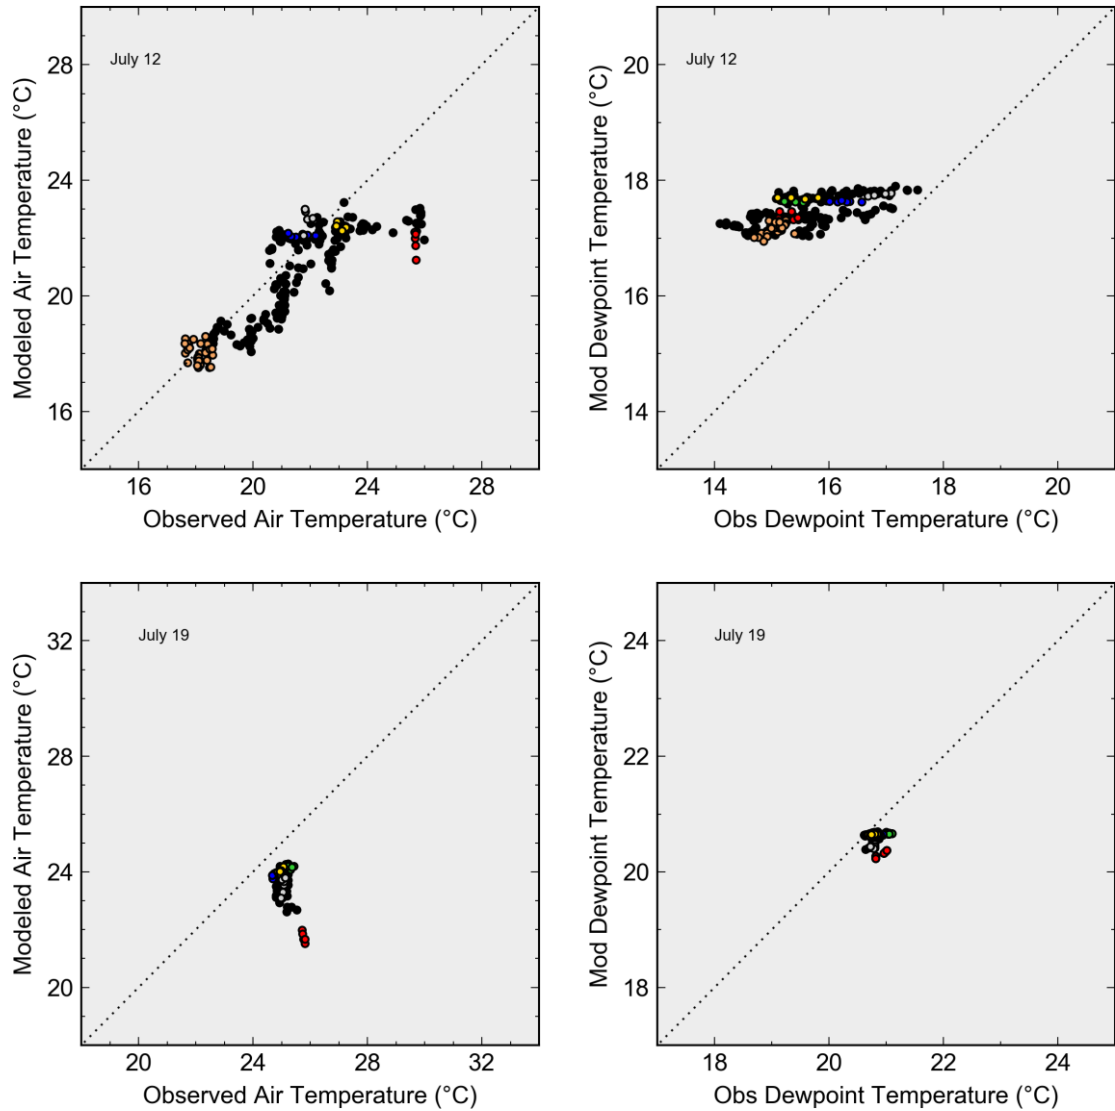 July 12
Modeled Air Temperature (°C)
28
24
20
16
16
20
24
28
Observed Air Temperature (°C)
July 12
Mod Dewpoint Temperature (°C)
20
18
16
14
14
16
18
20
Obs Dewpoint Temperature (°C)
July 19
Modeled Air Temperature (°C)
32
28
24
20
20
24
28
32
Observed Air Temperature (°C)
July 19
Mod Dewpoint Temperature (°C)
24
22
20
18
18
20
22
24
Obs Dewpoint Temperature (°C)